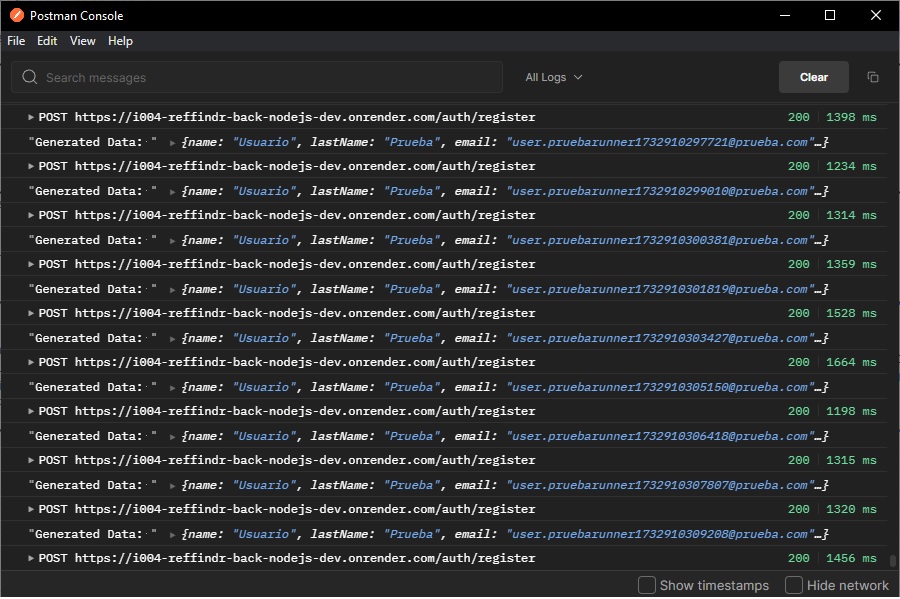 Postman Console
File Edit View Help
Search messages All Logs Clear
POST https://i004-reffindr-back-nodejs-dev.onrender.com/auth/register 200 1398 ms
"Generated Data: " {name: "Usuario", lastName: "Prueba", email: "user.pruebarunner1732910297721@prueba.com"…}
POST https://i004-reffindr-back-nodejs-dev.onrender.com/auth/register 200 1234 ms
"Generated Data: " {name: "Usuario", lastName: "Prueba", email: "user.pruebarunner1732910299010@prueba.com"…}
POST https://i004-reffindr-back-nodejs-dev.onrender.com/auth/register 200 1314 ms
"Generated Data: " {name: "Usuario", lastName: "Prueba", email: "user.pruebarunner1732910300381@prueba.com"…}
POST https://i004-reffindr-back-nodejs-dev.onrender.com/auth/register 200 1359 ms
"Generated Data: " {name: "Usuario", lastName: "Prueba", email: "user.pruebarunner1732910301819@prueba.com"…}
POST https://i004-reffindr-back-nodejs-dev.onrender.com/auth/register 200 1528 ms
"Generated Data: " {name: "Usuario", lastName: "Prueba", email: "user.pruebarunner1732910303427@prueba.com"…}
POST https://i004-reffindr-back-nodejs-dev.onrender.com/auth/register 200 1664 ms
"Generated Data: " {name: "Usuario", lastName: "Prueba", email: "user.pruebarunner1732910305150@prueba.com"…}
POST https://i004-reffindr-back-nodejs-dev.onrender.com/auth/register 200 1198 ms
"Generated Data: " {name: "Usuario", lastName: "Prueba", email: "user.pruebarunner1732910306418@prueba.com"…}
POST https://i004-reffindr-back-nodejs-dev.onrender.com/auth/register 200 1315 ms
"Generated Data: " {name: "Usuario", lastName: "Prueba", email: "user.pruebarunner1732910307807@prueba.com"…}
POST https://i004-reffindr-back-nodejs-dev.onrender.com/auth/register 200 1320 ms
"Generated Data: " {name: "Usuario", lastName: "Prueba", email: "user.pruebarunner1732910309208@prueba.com"…}
POST https://i004-reffindr-back-nodejs-dev.onrender.com/auth/register 200 1456 ms
Show timestamps Hide network